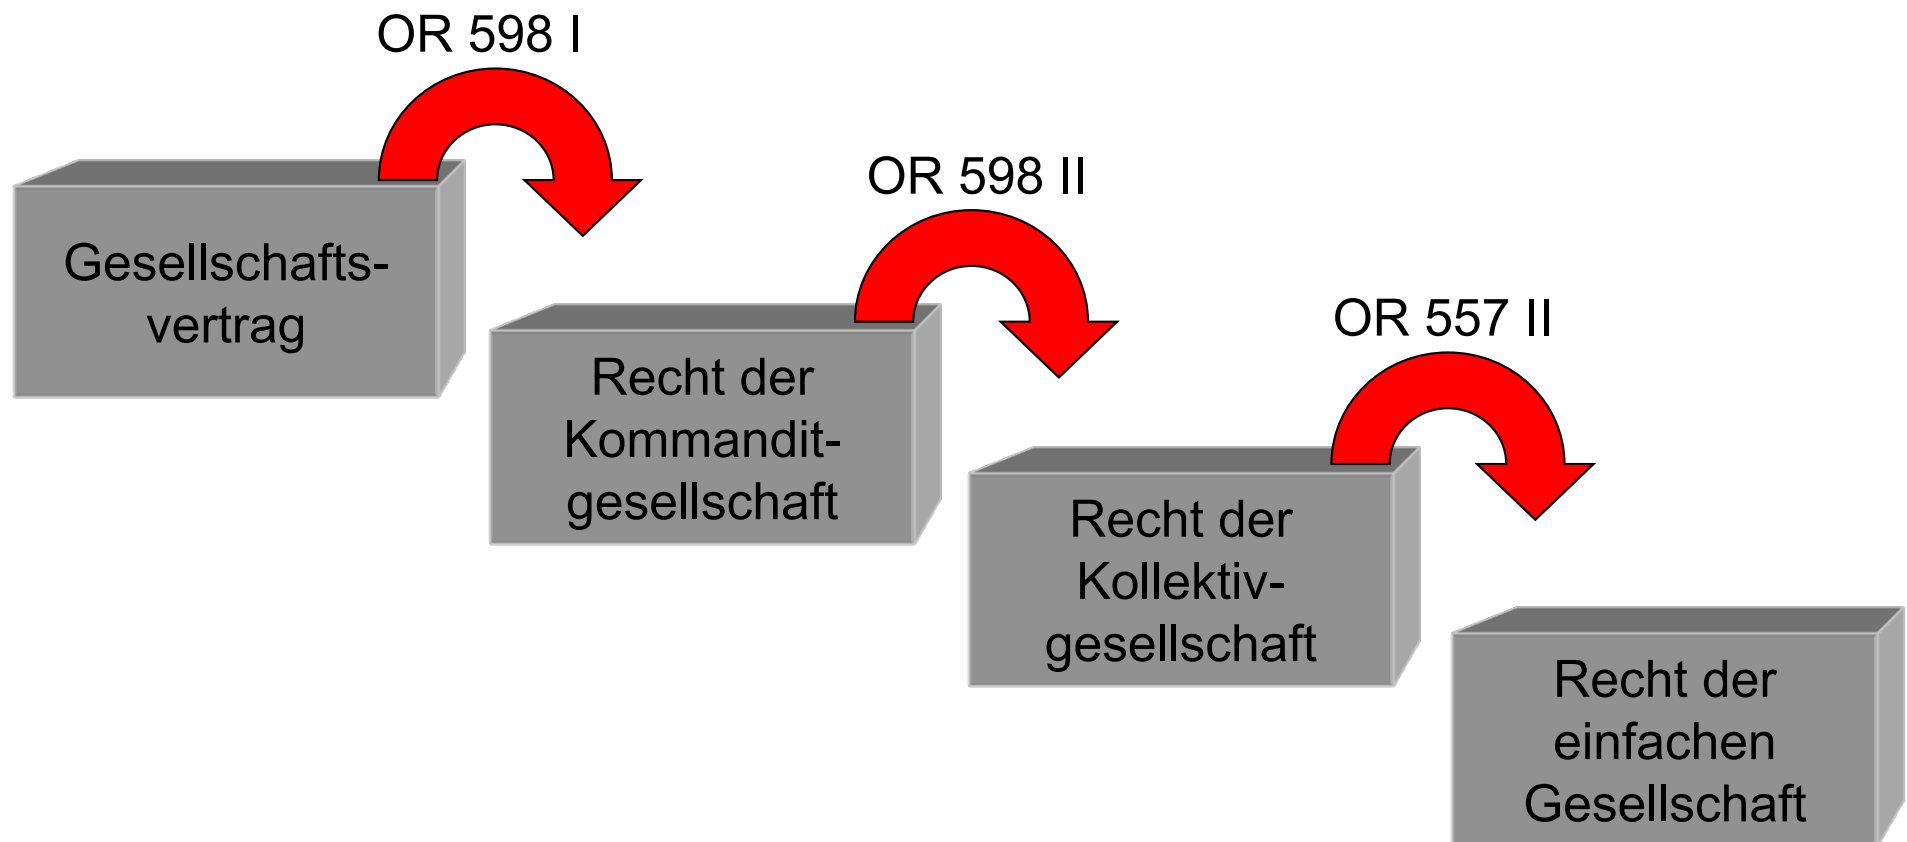 OR 598 I
Gesellschafts-
vertrag
OR 598 II
Recht der
Kommandit-
gesellschaft
OR 557 II
Recht der
Kollektiv-
gesellschaft
Recht der
einfachen
Gesellschaft